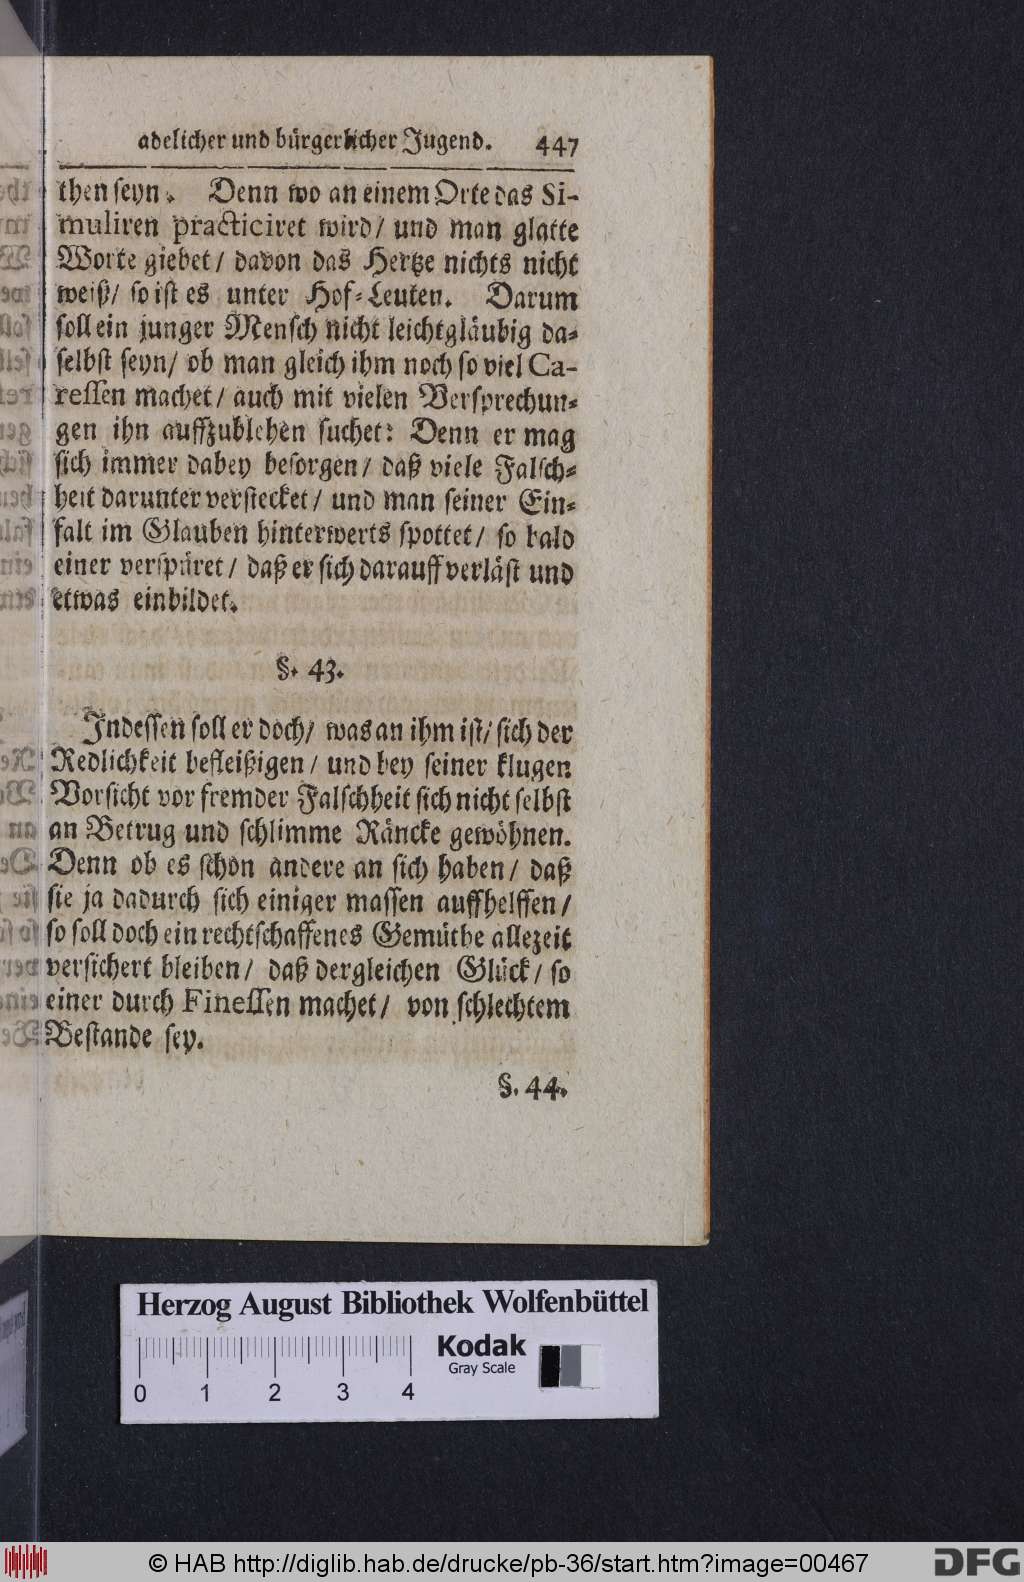 adelicher und bürgerlicher Jugend. 447
then seyn. Denn wo an einem Orte das Si-
muliren practiciret wird/ und man glatte
Worte giebet/ davon das Hertze nichts nicht
weiß/ so ist es unter Hof-Leuten. Darum
soll ein junger Mensch nicht leichtgläubig da-
selbst seyn/ ob man gleich ihm noch so viel Ca-
ressen machet/ auch mit vielen Versprechun-
gen ihn auffzublehen suchet: Denn er mag
sich immer dabey besorgen/ daß viele Falsch-
heit darunter verstecket/ und man seiner Ein-
falt im Glauben hinterwerts spottet/ so bald
einer verspüret/ daß er sich darauff verläst und
etwas einbildet.
§. 43.
Indessen soll er doch/ was an ihm ist/ sich der
Redlichkeit befleißigen/ und bey seiner klugen
Vorsicht vor fremder Falschheit sich nicht selbst
an Betrug und schlimme Räncke gewöhnen.
Denn ob es schon andere an sich haben/ daß
sie ja dadurch sich einiger massen auffhelffen/
so soll doch ein rechtschaffenes Gemüthe allezeit
versichert bleiben/ daß dergleichen Glück/ so
einer durch Finessen machet/ von schlechtem
Bestande sey.
§. 44.
Herzog August Bibliothek Wolfenbüttel
Kodak
Gray Scale
0 1 2 3 4
© HAB http://diglib.hab.de/drucke/pb-36/start.htm?image=00467
DFG